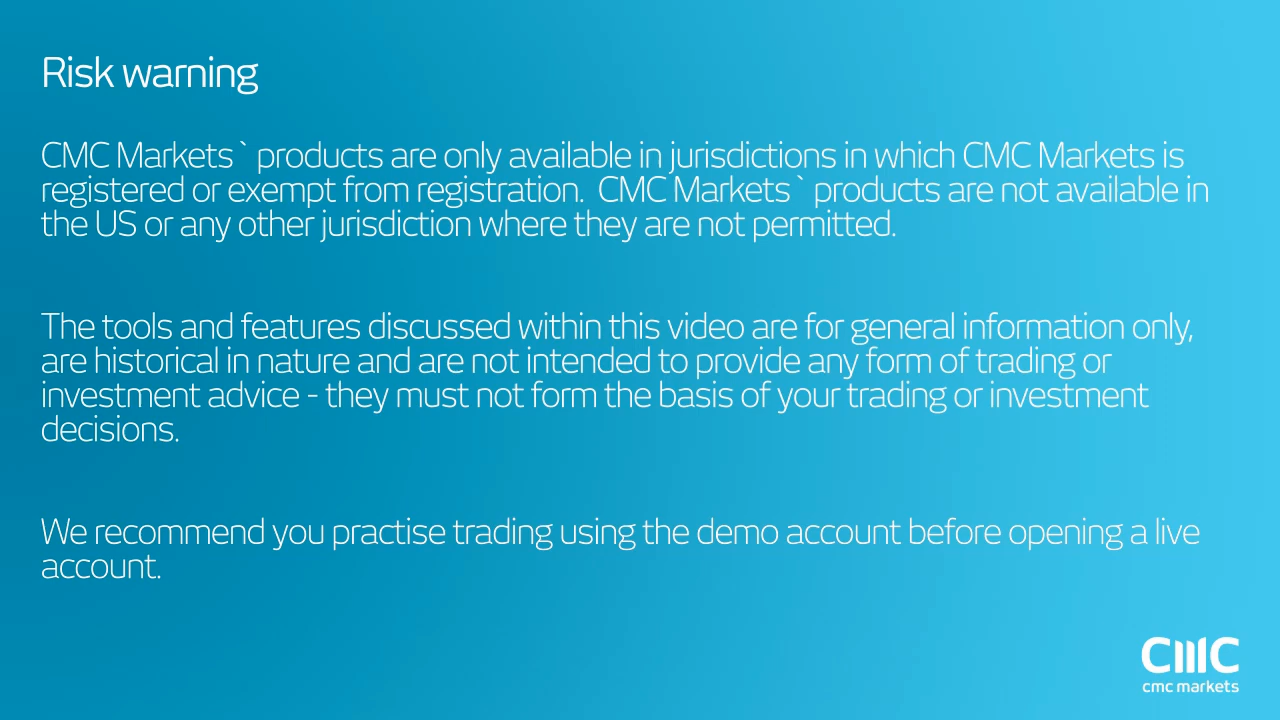 Risk warning
CMC Markets` products are only available in jurisdictions in which CMC Markets is
registered or exempt from registration.  CMC Markets` products are not available in
the US or any other jurisdiction where they are not permitted.
The tools and features discussed within this video are for general information only,
are historical in nature and are not intended to provide any form of trading or
investment advice - they must not form the basis of your trading or investment
decisions.
We recommend you practise trading using the demo account before opening a live
account.
CMC
cmc markets